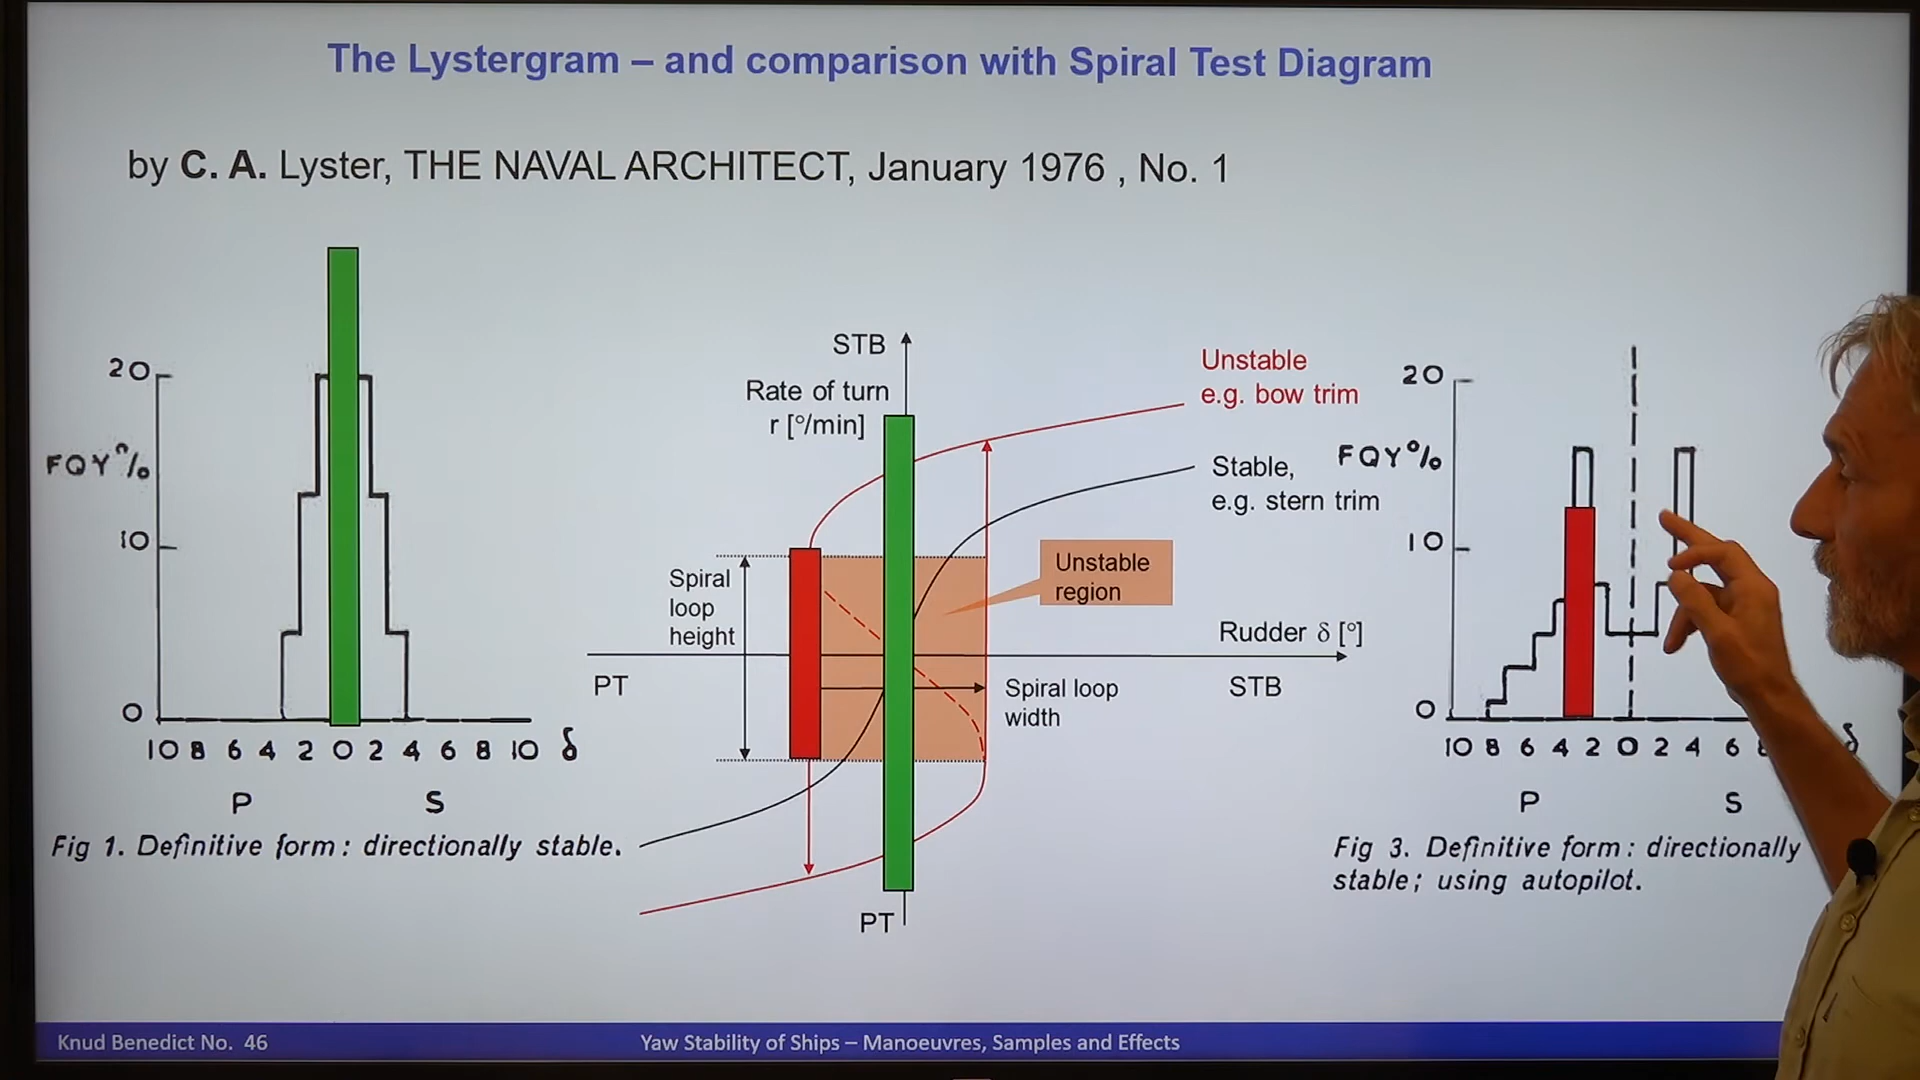 The Lystergram – and comparison with Spiral Test Diagram
by C. A. Lyster, THE NAVAL ARCHITECT, January 1976 , No. 1
20
FQY%
10
0
10 8 6 4 2 0 2 4 6 8 10 δ
P S
Fig 1. Definitive form: directionally stable.
STB
Rate of turn
r [°/min]
Unstable
e.g. bow trim
Stable,
e.g. stern trim
Unstable
region
Spiral
loop
height
Rudder δ [°]
PT
STB
Spiral loop
width
PT
20
FQY%
10
0
10 8 6 4 2 0 2 4 6 8 δ
P S
Fig 3. Definitive form: directionally
stable; using autopilot.
Knud Benedict No. 46
Yaw Stability of Ships – Manoeuvres, Samples and Effects